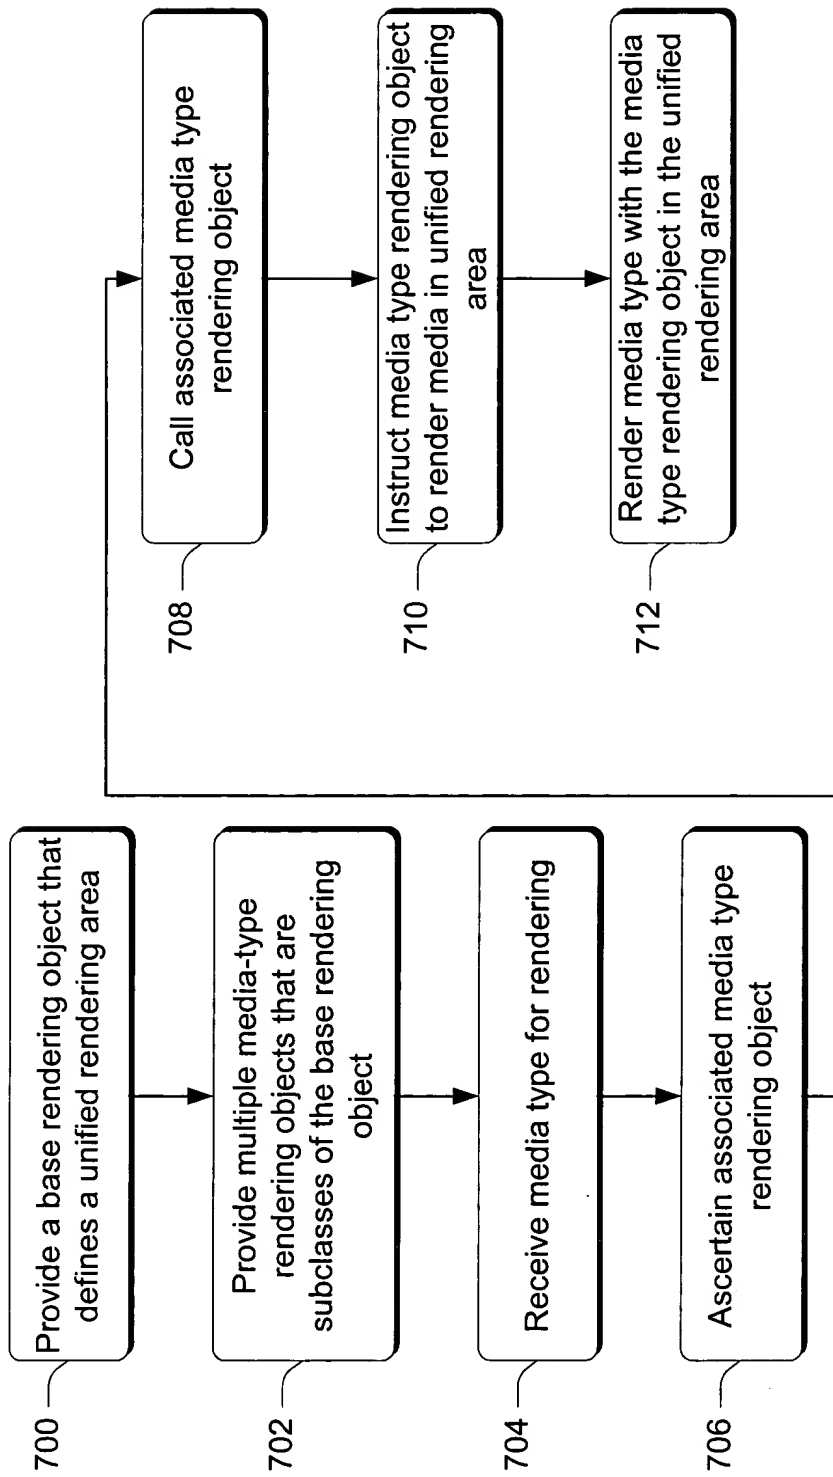 700
Provide a base rendering object that
defines a unified rendering area
702
Provide multiple media-type
rendering objects that are
subclasses of the base rendering
object
704
Receive media type for rendering
706
Ascertain associated media type
rendering object
708
Call associated media type
rendering object
710
Instruct media type rendering object
to render media in unified rendering
area
712
Render media type with the media
type rendering object in the unified
rendering area